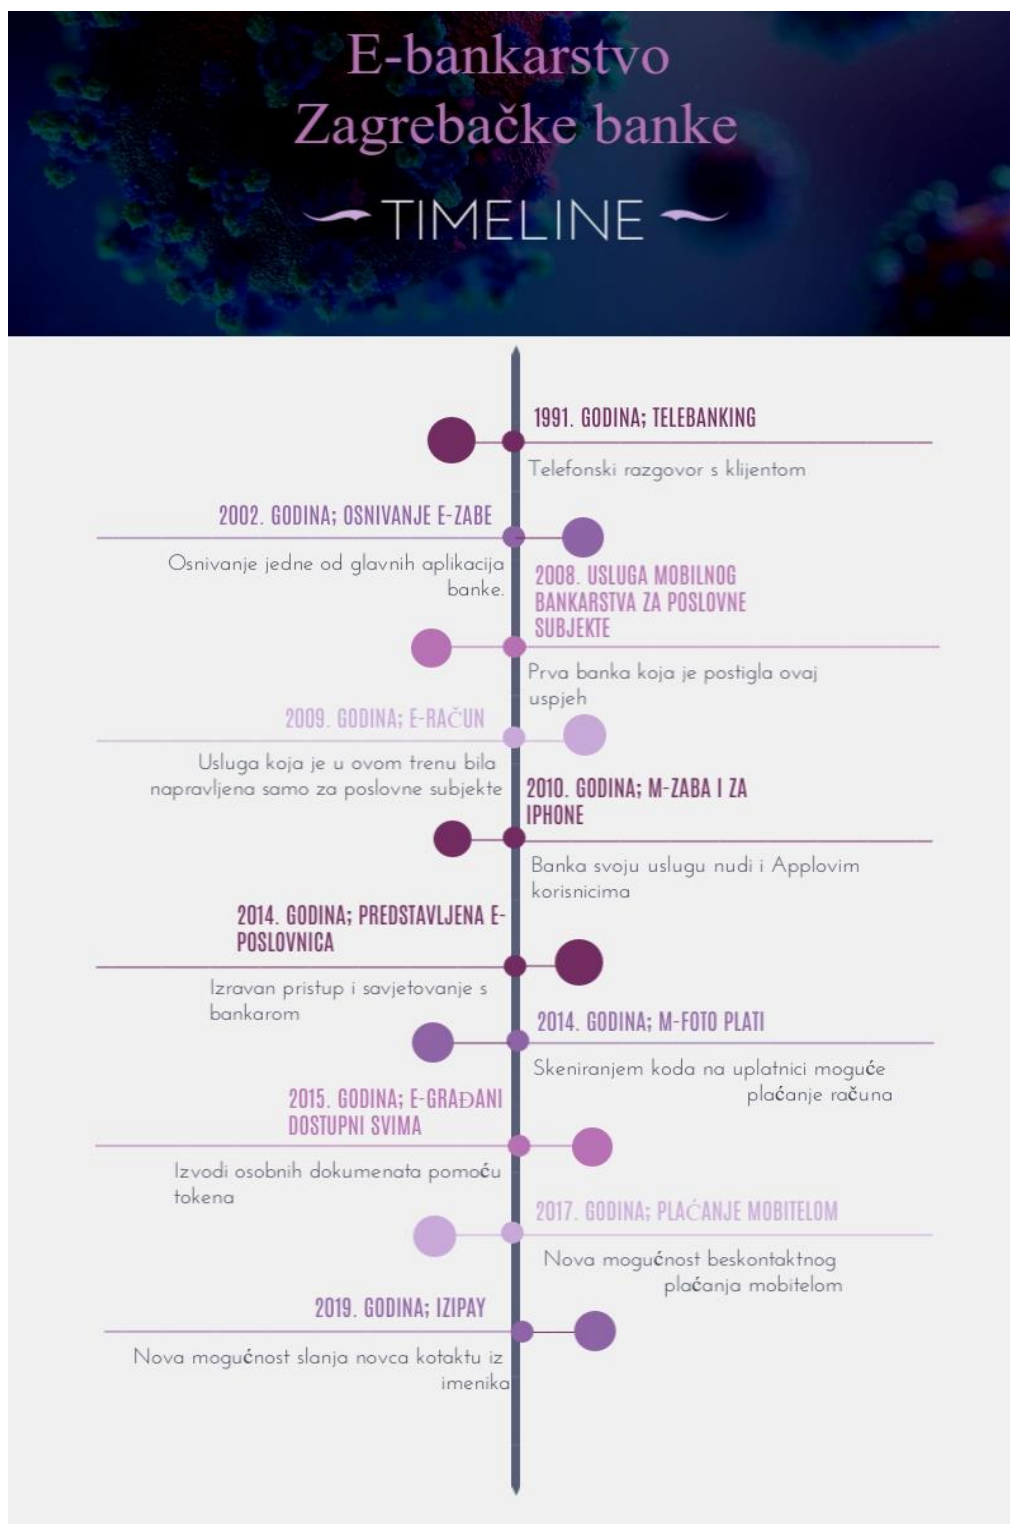 E-bankarstvo
Zagrebačke banke
TIMELINE
1991. GODINA; TELEBANKING
Telefonski razgovor s klijentom
2002. GODINA; OSNIVANJE E-ZABE
Osnivanje jedne od glavnih aplikacija
banke.
2008. USLUGA MOBILNOG
BANKARSTVA ZA POSLOVNE
SUBJEKTE
Prva banka koja je postigla ovaj
uspjeh
2009. GODINA; E-RAČUN
Usluga koja je u ovom trenu bila
napravljena samo za poslovne subjekte
2010. GODINA; M-ZABA I ZA
IPHONE
Banka svoju uslugu nudi i Applovim
korisnicima
2014. GODINA; PREDSTAVLJENA E-
POSLOVNICA
Izravan pristup i savjetovanje s
bankarom
2014. GODINA; M-FOTO PLATI
Skeniranjem koda na uplatnici moguće
plaćanje računa
2015. GODINA; E-GRAĐANI
DOSTUPNI SVIMA
Izvodi osobnih dokumenata pomoću
tokena
2017. GODINA; PLAĆANJE MOBITELOM
Nova mogućnost beskontaktnog
plaćanja mobitelom
2019. GODINA; IZIPAY
Nova mogućnost slanja novca kotaktu iz
imenika